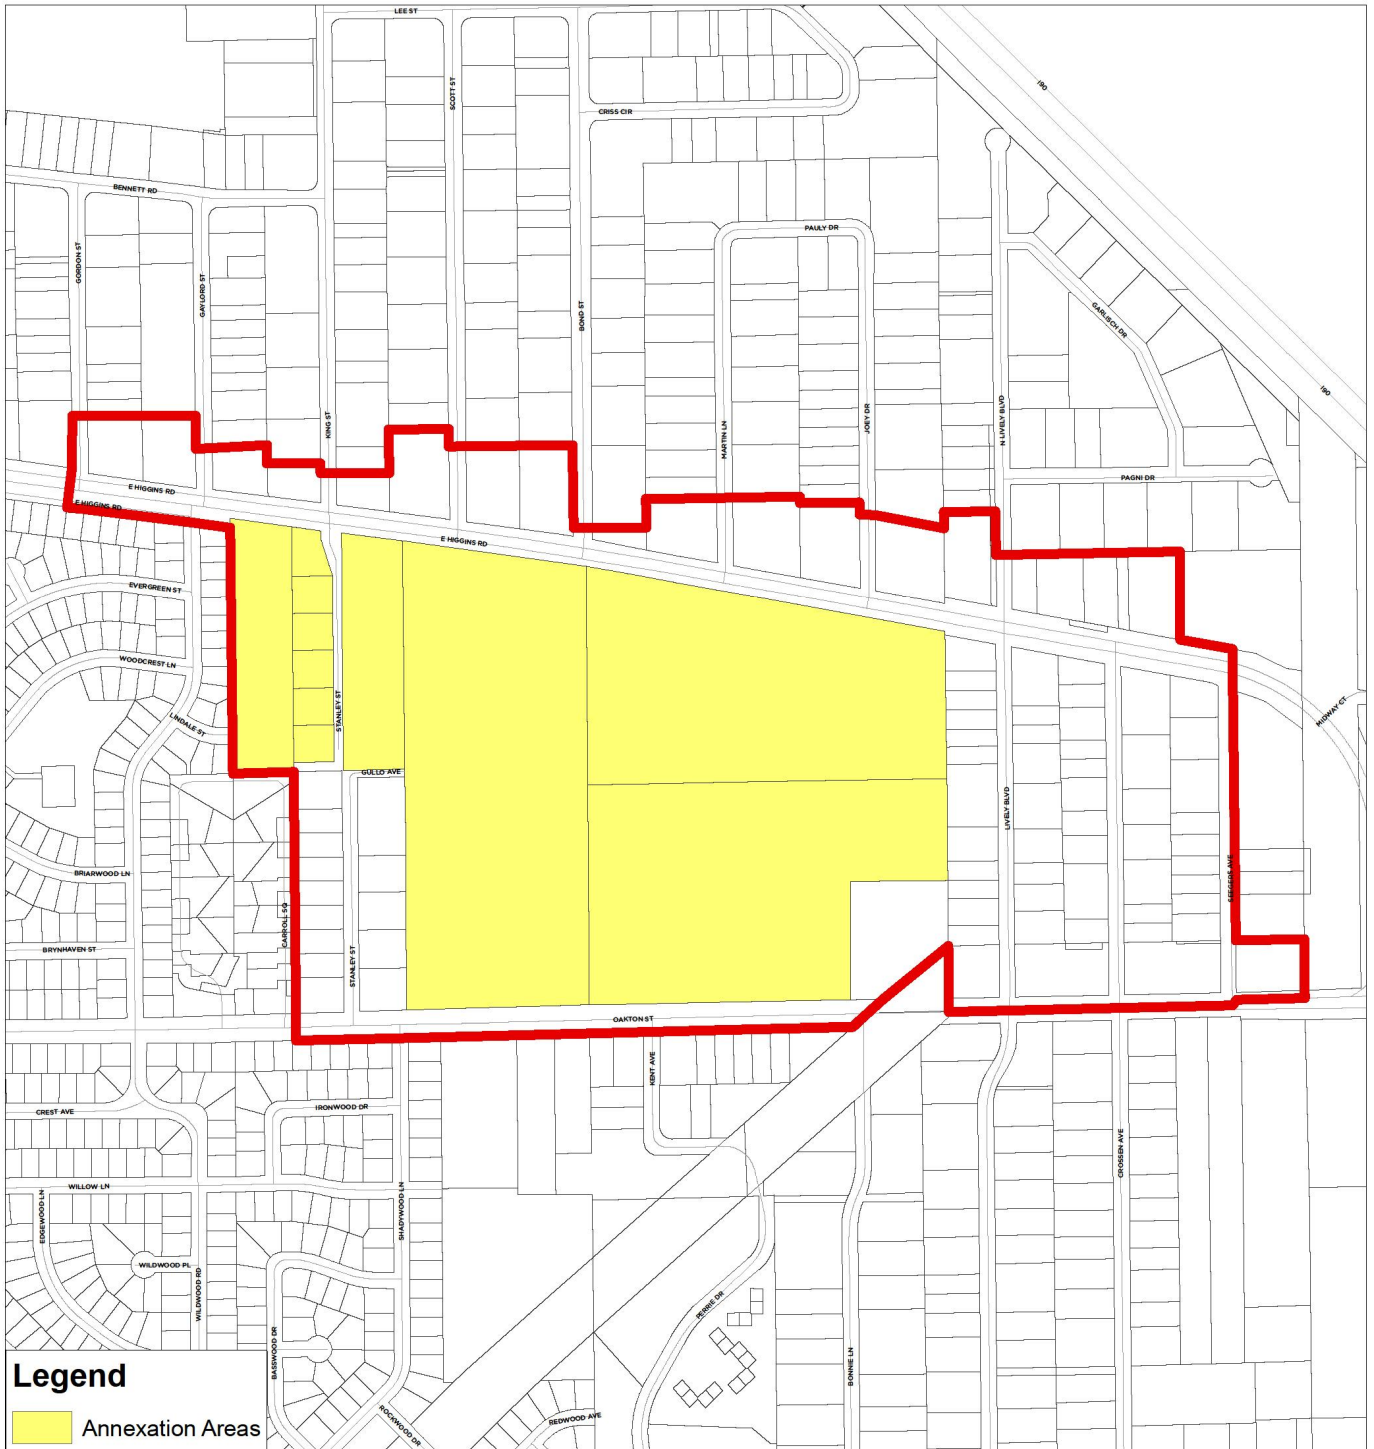 LEE ST
SCOTT ST
I90
CRISS CIR
BENNETT RD
PAULY DR
GORDON ST
GAYLORD ST
BOND ST
GARLISCH DR
I90
KING ST
MARTIN LN
JOEY DR
N LIVELY BLVD
PAGNI DR
E HIGGINS RD
E HIGGINS RD
E HIGGINS RD
EVERGREEN ST
WOODCREST LN
LINDALE ST
STANLEY ST
MIDWAY CT
GULLO AVE
LIVELY BLVD
BRIARWOOD LN
SEEGERS AVE
CARROLL SQ
BRYNHAVEN ST
STANLEY ST
OAKTON ST
KENT AVE
CREST AVE
IRONWOOD DR
CROSSEN AVE
WILLOW LN
EDGEWOOD LN
SHADYWOOD LN
WILDWOOD PL
WILDWOOD RD
PERRIE DR
BASSWOOD DR
BONNIE LN
Legend
ROCKWOOD DR
REDWOOD AVE
Annexation Areas